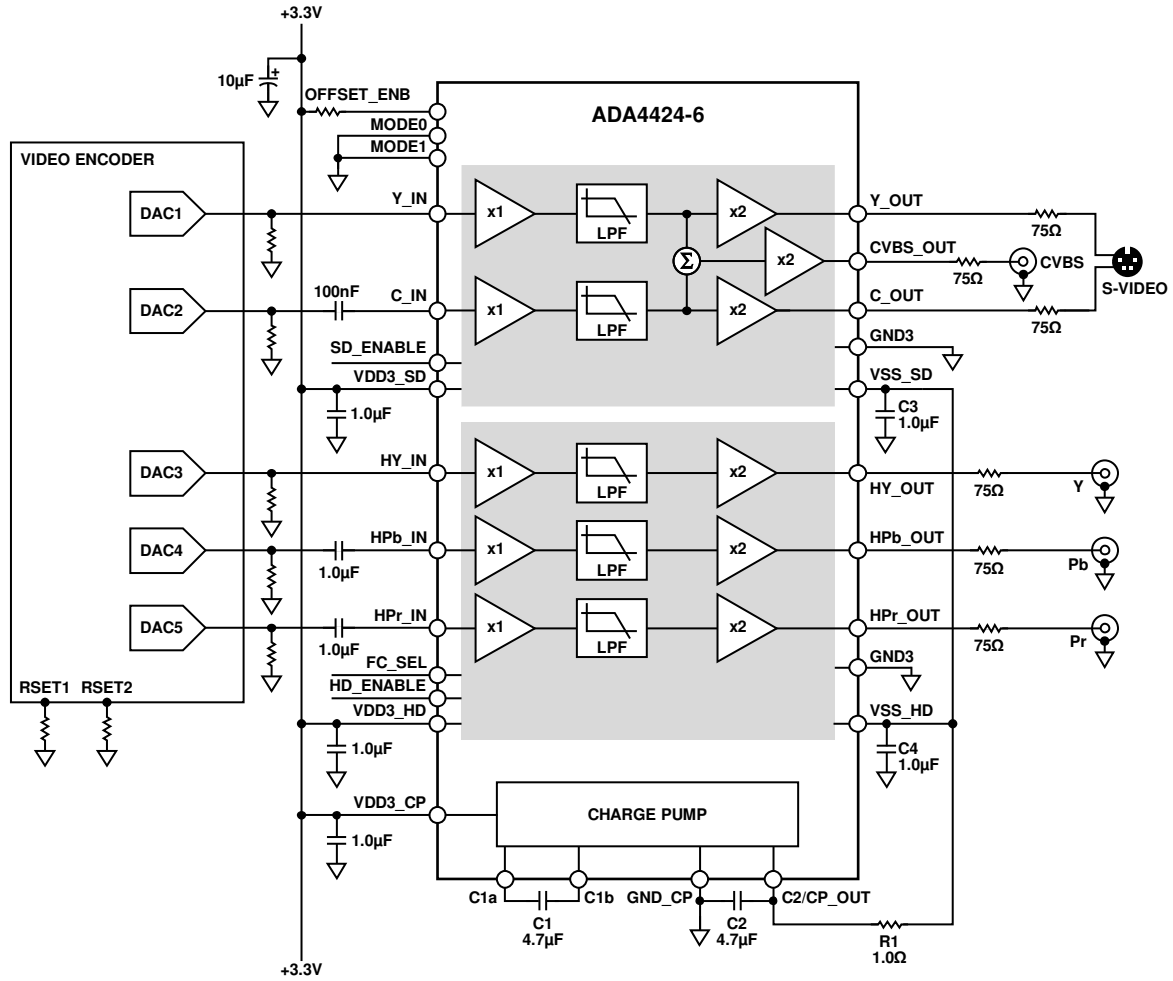 +3.3V
10µF
OFFSET_ENB
MODE0
MODE1
ADA4424-6
VIDEO ENCODER
DAC1
Y_IN
x1
LPF
x2
Y_OUT
75Ω
Σ
x2
CVBS_OUT
75Ω
CVBS
S-VIDEO
DAC2
100nF
C_IN
x1
LPF
x2
C_OUT
75Ω
SD_ENABLE
GND3
VDD3_SD
1.0µF
VSS_SD
C3
1.0µF
DAC3
HY_IN
x1
LPF
x2
HY_OUT
75Ω
Y
DAC4
1.0µF
HPb_IN
x1
LPF
x2
HPb_OUT
75Ω
Pb
DAC5
1.0µF
HPr_IN
x1
LPF
x2
HPr_OUT
75Ω
Pr
FC_SEL
GND3
HD_ENABLE
RSET1 RSET2
VDD3_HD
1.0µF
VSS_HD
C4
1.0µF
VDD3_CP
1.0µF
CHARGE PUMP
C1a
C1b
C1
4.7µF
GND_CP
C2
4.7µF
C2/CP_OUT
R1
1.0Ω
+3.3V